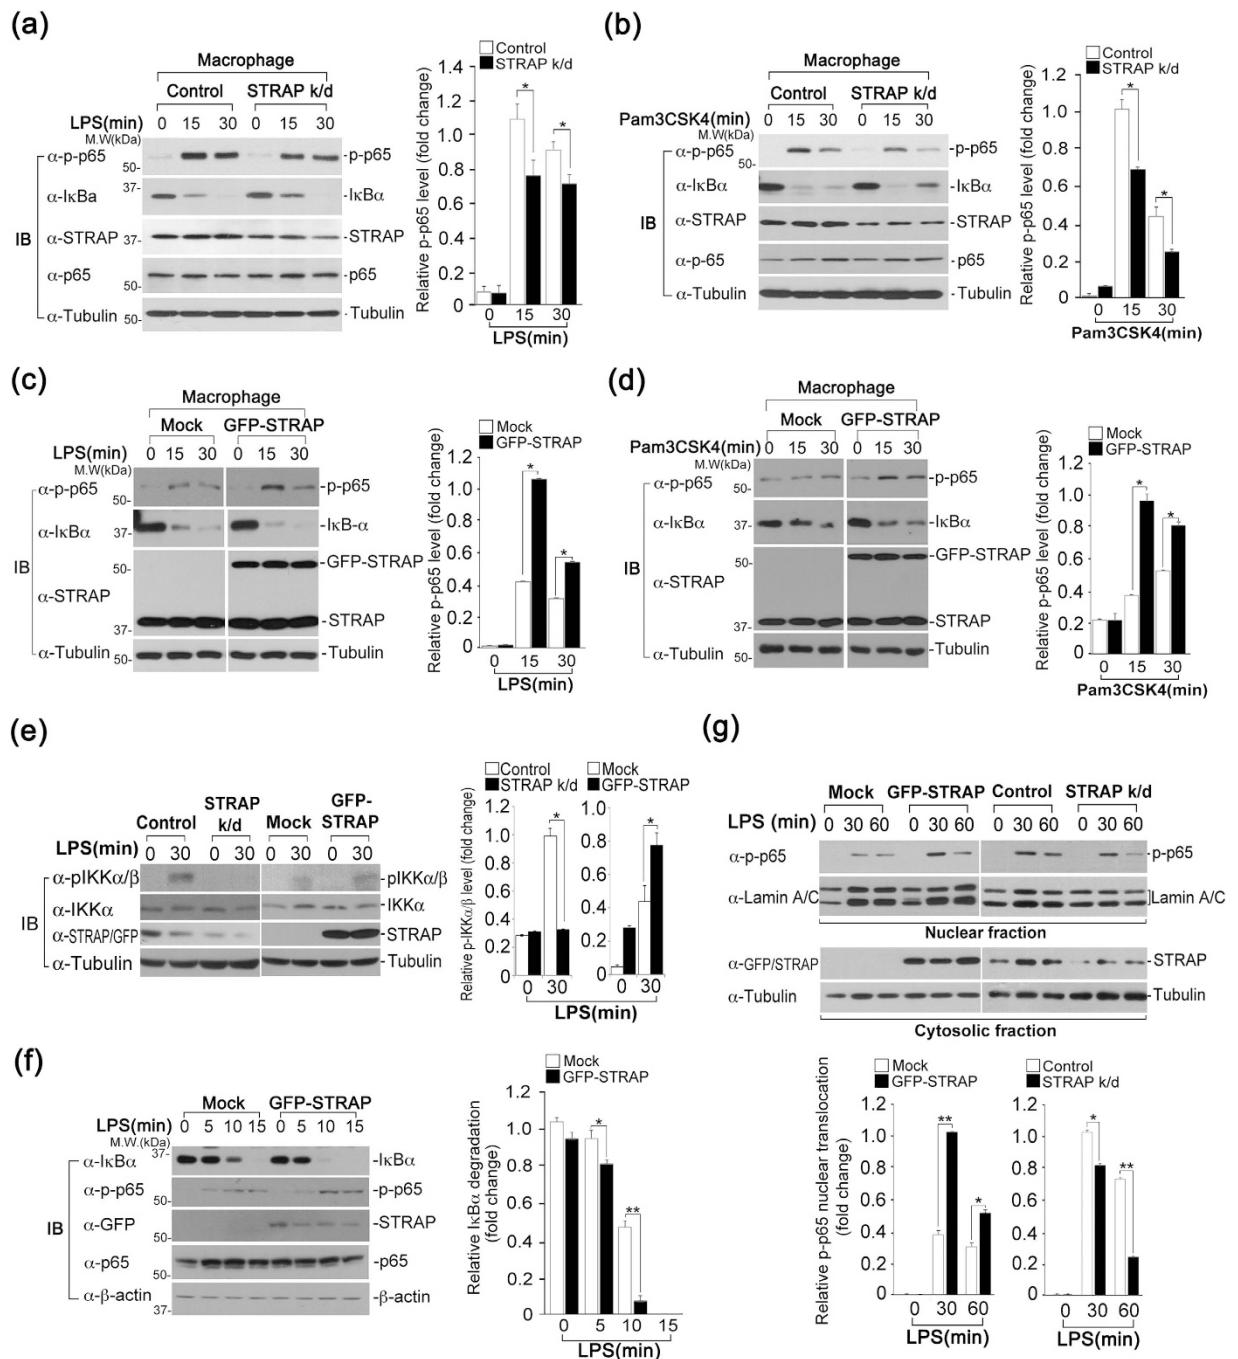 (a)
Macrophage
Control STRAP k/d
LPS(min) 0 15 30 0 15 30
M.W(kDa)
α-p-p65 50- -p-p65
α-IκBa 37- -IκBα
IB
α-STRAP 37- -STRAP
α-p65 50- -p65
α-Tubulin 50- -Tubulin
Control
STRAP k/d
Relative p-p65 level (fold change)
1.4
1.2
1.0
0.8
0.6
0.4
0.2
0
* *
0 15 30
LPS(min)
(b)
Macrophage
Control STRAP k/d
Pam3CSK4(min) 0 15 30 0 15 30
M.W(kDa)
α-p-p65 50- -p-p65
α-IκBα 37- -IκBα
IB
α-STRAP 37- -STRAP
α-p-65 50- -p65
α-Tubulin 50- -Tubulin
Control
STRAP k/d
Relative p-p65 level (fold change)
1.2
1.0
0.8
0.6
0.4
0.2
0
* *
0 15 30
Pam3CSK4(min)
(c)
Macrophage
Mock GFP-STRAP
LPS(min) 0 15 30 0 15 30
M.W(kDa)
α-p-p65 50- -p-p65
α-IκBα 37- -IκB-α
IB
50- -GFP-STRAP
α-STRAP
37- -STRAP
α-Tubulin 50- -Tubulin
Mock
GFP-STRAP
Relative p-p65 level (fold change)
1.2
1.0
0.8
0.6
0.4
0.2
0
* *
0 15 30
LPS(min)
(d)
Macrophage
Mock GFP-STRAP
Pam3CSK4(min) 0 15 30 0 15 30
M.W(kDa)
α-p-p65 50- -p-p65
α-IκBα 37- -IκBα
IB
50- -GFP-STRAP
α-STRAP
37- -STRAP
α-Tubulin 50- -Tubulin
Mock
GFP-STRAP
Relative p-p65 level (fold change)
1.2
1.0
0.8
0.6
0.4
0.2
0
* *
0 15 30
Pam3CSK4(min)
(e)
Control STRAP k/d Mock GFP-STRAP
LPS(min) 0 30 0 30 0 30 0 30
α-pIKKα/β -pIKKα/β
IB
α-IKKα -IKKα
α-STRAP/GFP -STRAP
α-Tubulin -Tubulin
Control
STRAP k/d
Mock
GFP-STRAP
Relative p-IKKα/β level (fold change)
1.2
1.0
0.8
0.6
0.4
0.2
0
*
0 30
1.0
0.8
0.6
0.4
0.2
0
*
0 30
LPS(min)
(f)
Mock GFP-STRAP
LPS(min) 0 5 10 15 0 5 10 15
M.W.(kDa)
α-IκBα 37- -IκBα
α-p-p65 50- -p-p65
IB
α-GFP 50- -STRAP
α-p65 50- -p65
α-β-actin 37- -β-actin
Mock
GFP-STRAP
Relative IκBα degradation
(fold change)
1.2
1.0
0.8
0.6
0.4
0.2
0
* **
0 5 10 15
LPS(min)
(g)
Mock GFP-STRAP Control STRAP k/d
LPS (min) 0 30 60 0 30 60 0 30 60 0 30 60
α-p-p65 -p-p65
α-Lamin A/C Lamin A/C
Nuclear fraction
α-GFP/STRAP -STRAP
α-Tubulin -Tubulin
Cytosolic fraction
Mock
GFP-STRAP
Relative p-p65 nuclear translocation
(fold change)
1.2
1.0
0.8
0.6
0.4
0.2
0
** *
0 30 60
LPS(min)
Control
STRAP k/d
1.2
1.0
0.8
0.6
0.4
0.2
0
* **
0 30 60
LPS(min)